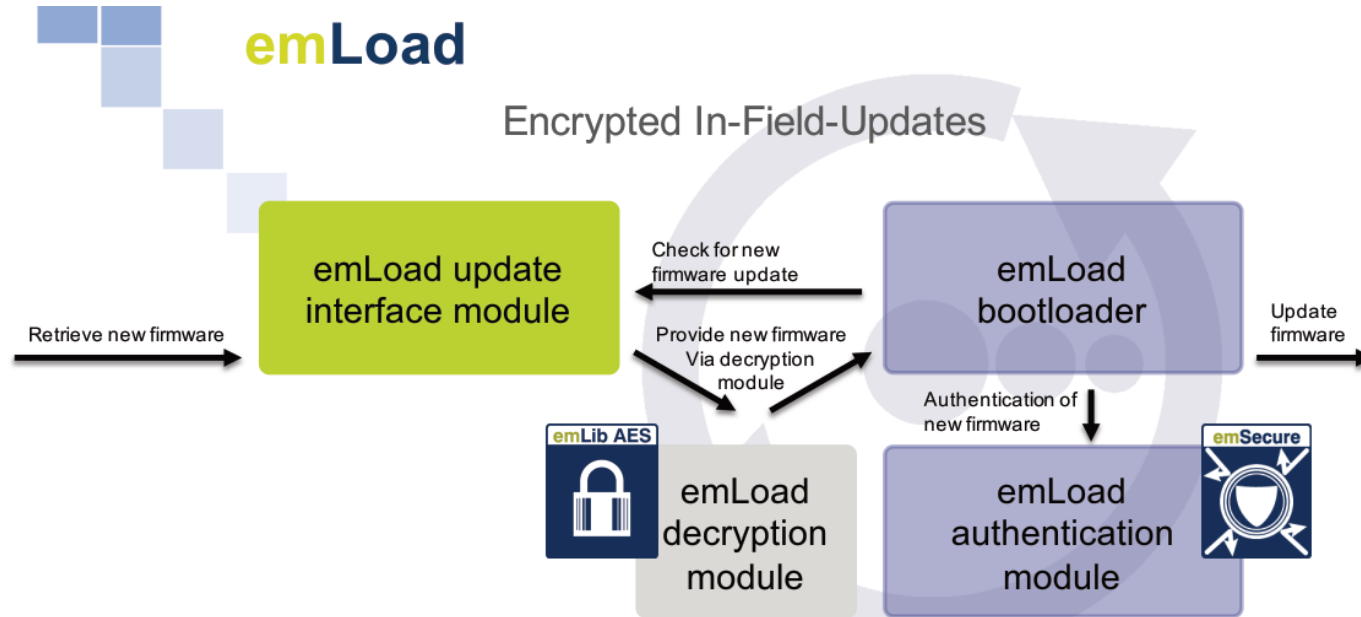 emLoad
Encrypted In-Field-Updates
Retrieve new firmware
emLoad update
interface module
Check for new
firmware update
Provide new firmware
Via decryption
module
emLoad
bootloader
Update
firmware
Authentication of
new firmware
emLib AES
emLoad
decryption
module
emLoad
authentication
module
emSecure